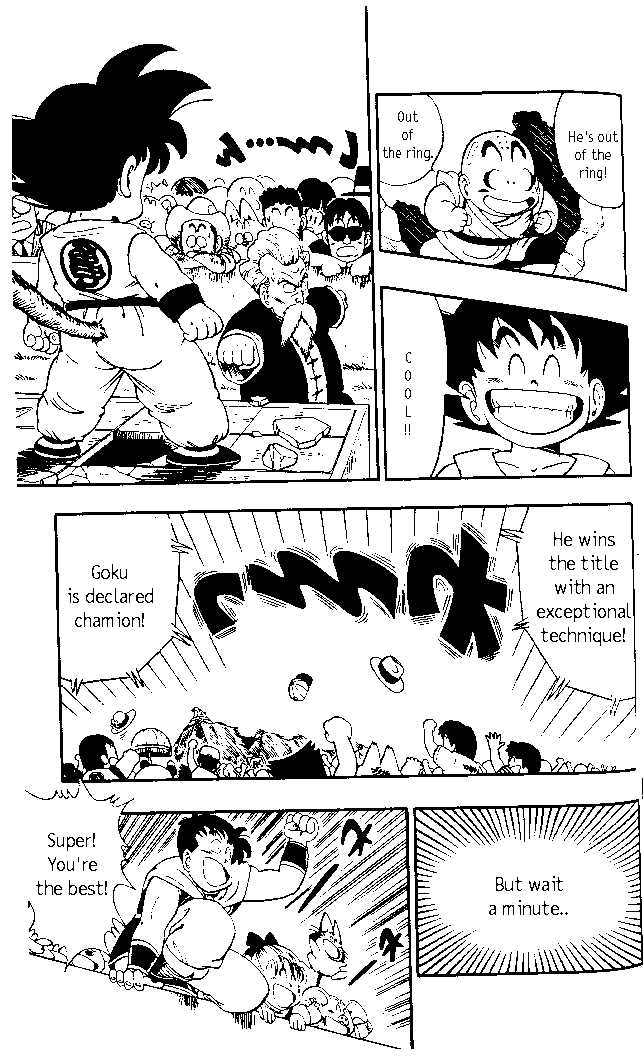 Out
of
the ring.
He's out
of the
ring!
C
O
O
L
!!
Goku
is declared
chamion!
He wins
the title
with an
exceptional
technique!
Super!
You're
the best!
But wait
a minute..